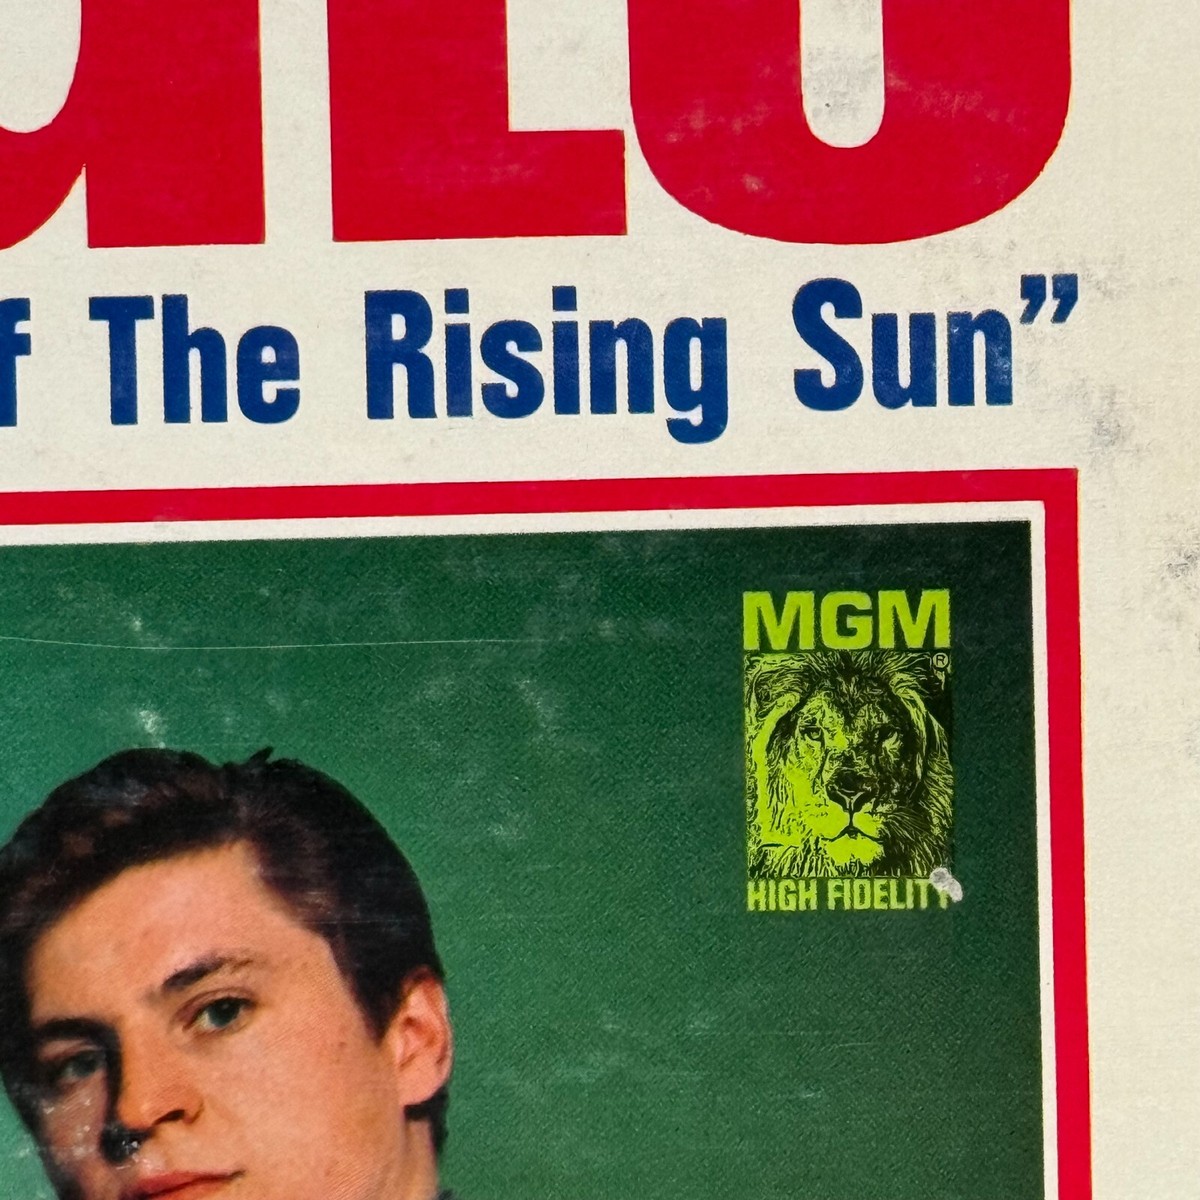 f The Rising Sun”
MGM
®
HIGH FIDELITY